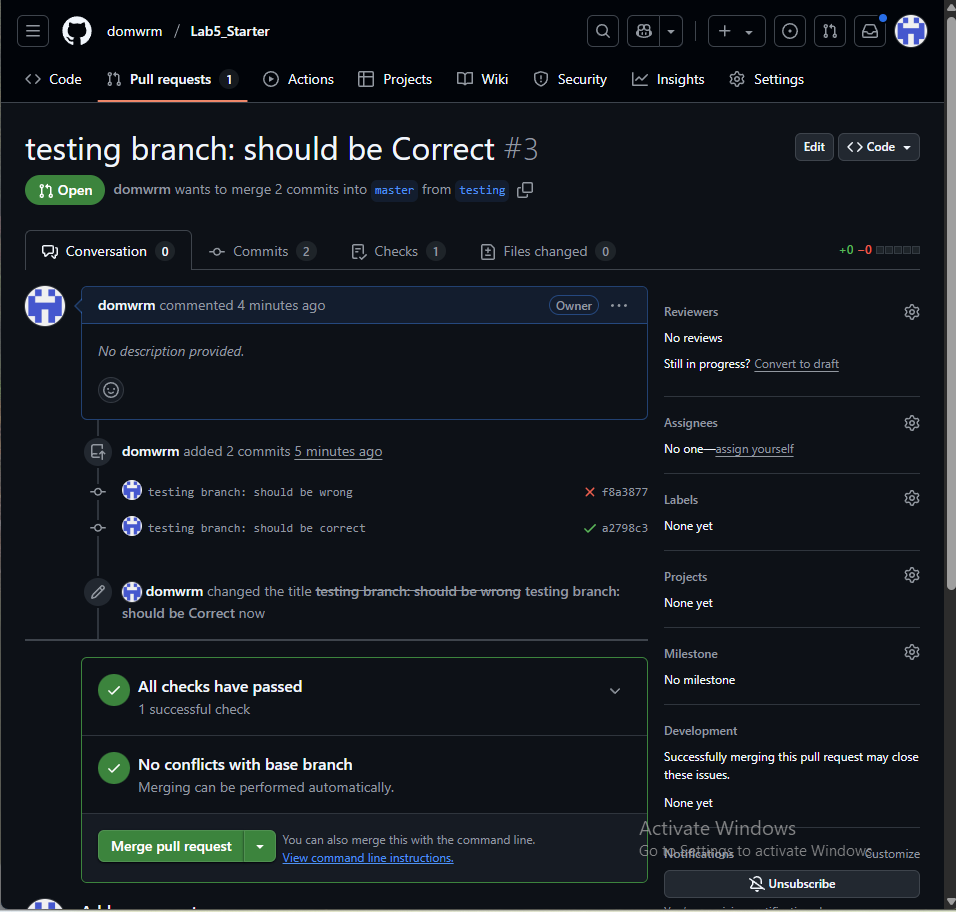 domwrm / Lab5_Starter
Code Pull requests 1 Actions Projects Wiki Security Insights Settings
testing branch: should be Correct #3
Edit Code
Open domwrm wants to merge 2 commits into master from testing
Conversation 0 Commits 2 Checks 1 Files changed 0
+0 −0
domwrm commented 4 minutes ago Owner
No description provided.
domwrm added 2 commits 5 minutes ago
testing branch: should be wrong f8a3877
testing branch: should be correct a2798c3
domwrm changed the title testing branch: should be wrong testing branch:
should be Correct now
All checks have passed
1 successful check
No conflicts with base branch
Merging can be performed automatically.
Merge pull request
You can also merge this with the command line.
View command line instructions.
Reviewers
No reviews
Still in progress? Convert to draft
Assignees
No one—assign yourself
Labels
None yet
Projects
None yet
Milestone
No milestone
Development
Successfully merging this pull request may close
these issues.
None yet
Activate Windows
Go to Settings to activate Windows.
Notifications Customize
Unsubscribe